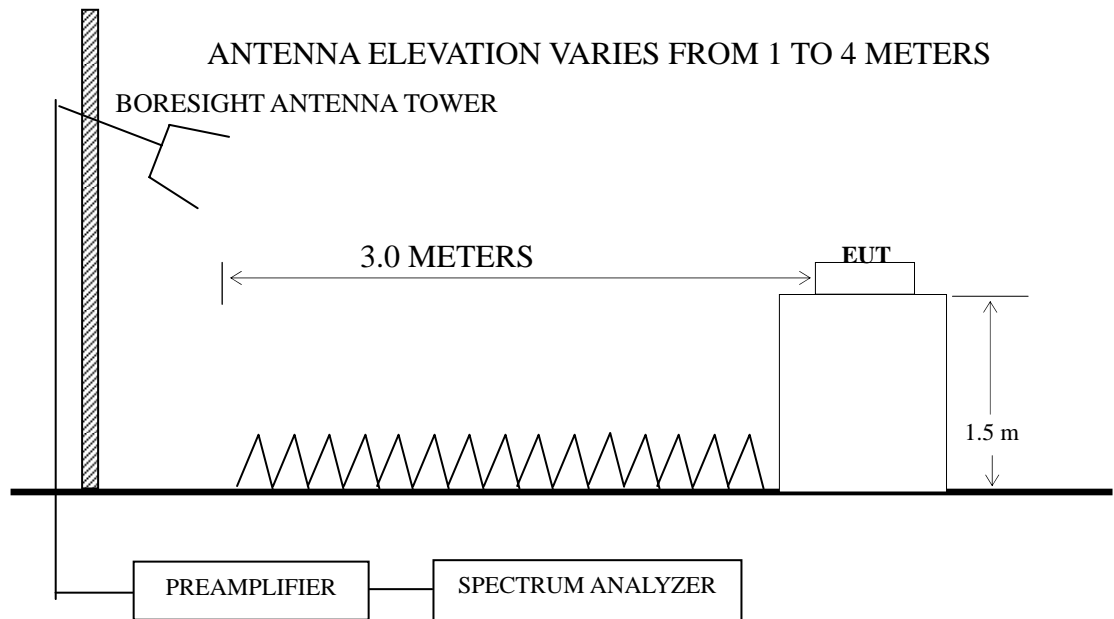 ANTENNA ELEVATION VARIES FROM 1 TO 4 METERS
BORESIGHT ANTENNA TOWER
3.0 METERS
EUT
1.5 m
PREAMPLIFIER
SPECTRUM ANALYZER